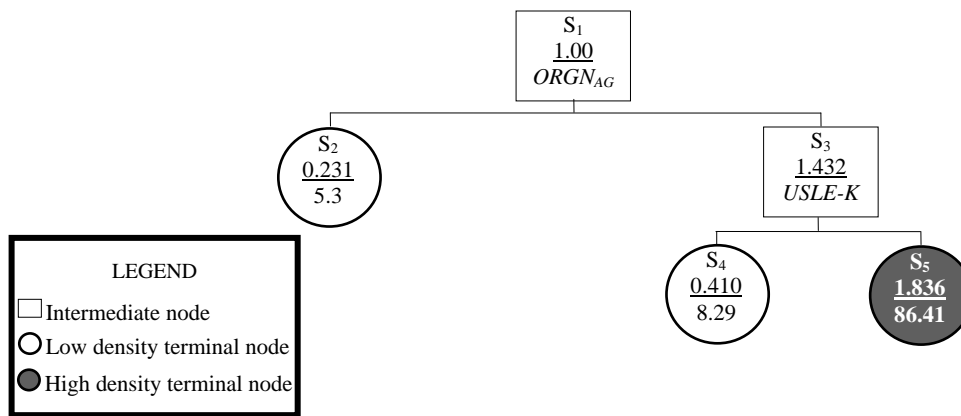 S₁
1.00
ORGN_AG
S₂
0.231
5.3
S₃
1.432
USLE-K
S₄
0.410
8.29
S₅
1.836
86.41
LEGEND
Intermediate node
Low density terminal node
High density terminal node